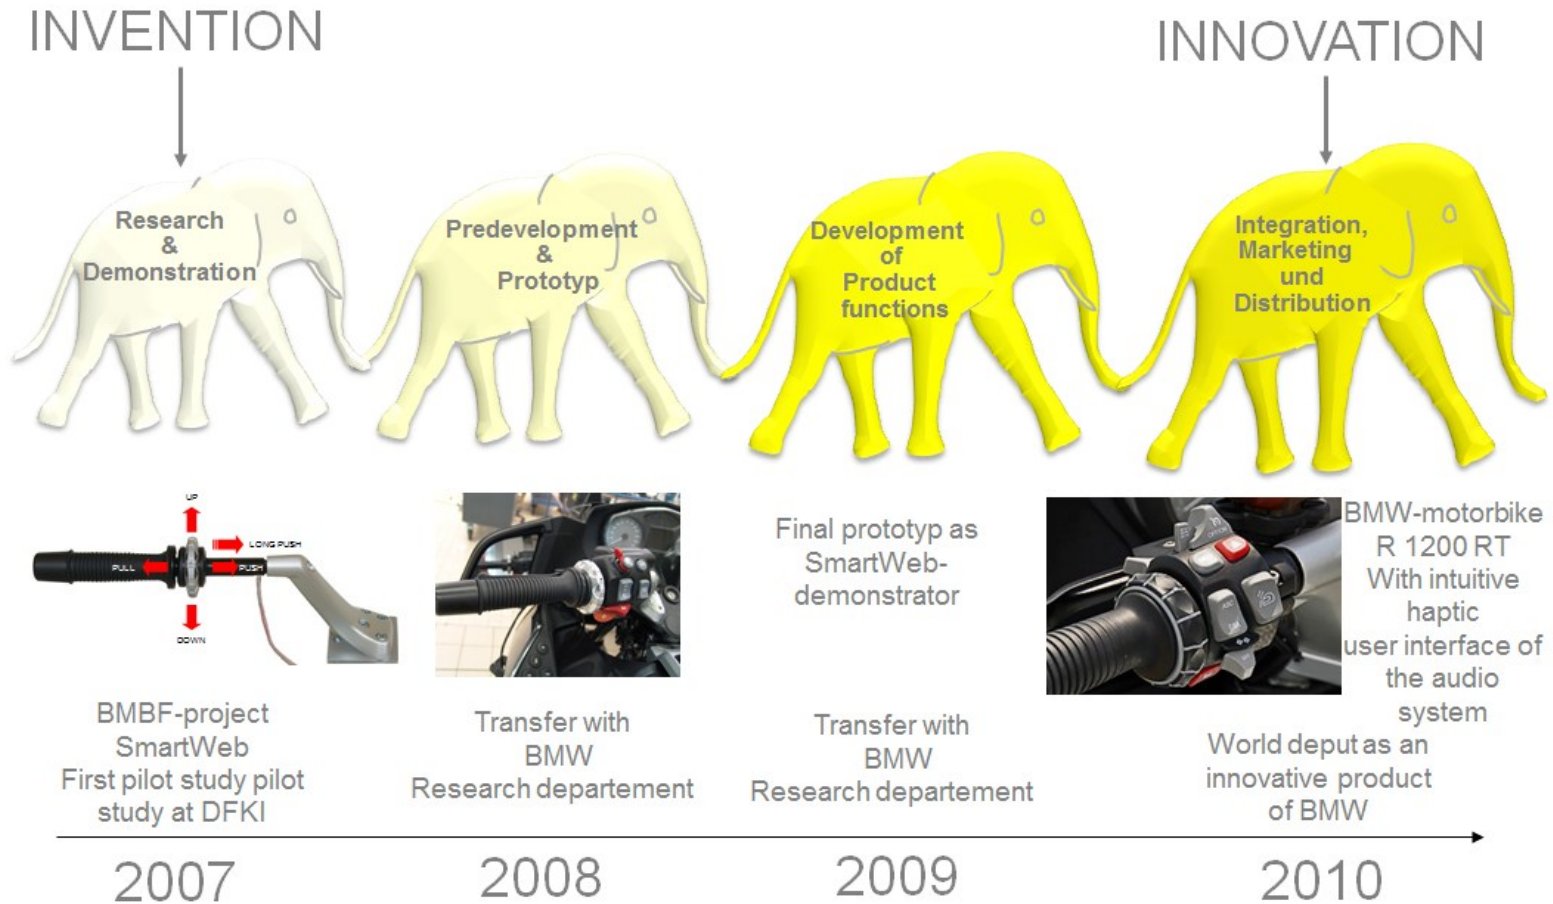 INVENTION
INNOVATION
Research
&
Demonstration
Predevelopment
&
Prototyp
Development
of
Product
functions
Integration,
Marketing
und
Distribution
UP
LONG PUSH
PULL
PUSH
DOWN
BMBF-project
SmartWeb
First pilot study pilot
study at DFKI
Transfer with
BMW
Research departement
Final prototyp as
SmartWeb-
demonstrator
Transfer with
BMW
Research departement
OPTION
ABS
BMW-motorbike
R 1200 RT
With intuitive
haptic
user interface of
the audio
system
World deput as an
innovative product
of BMW
2007
2008
2009
2010